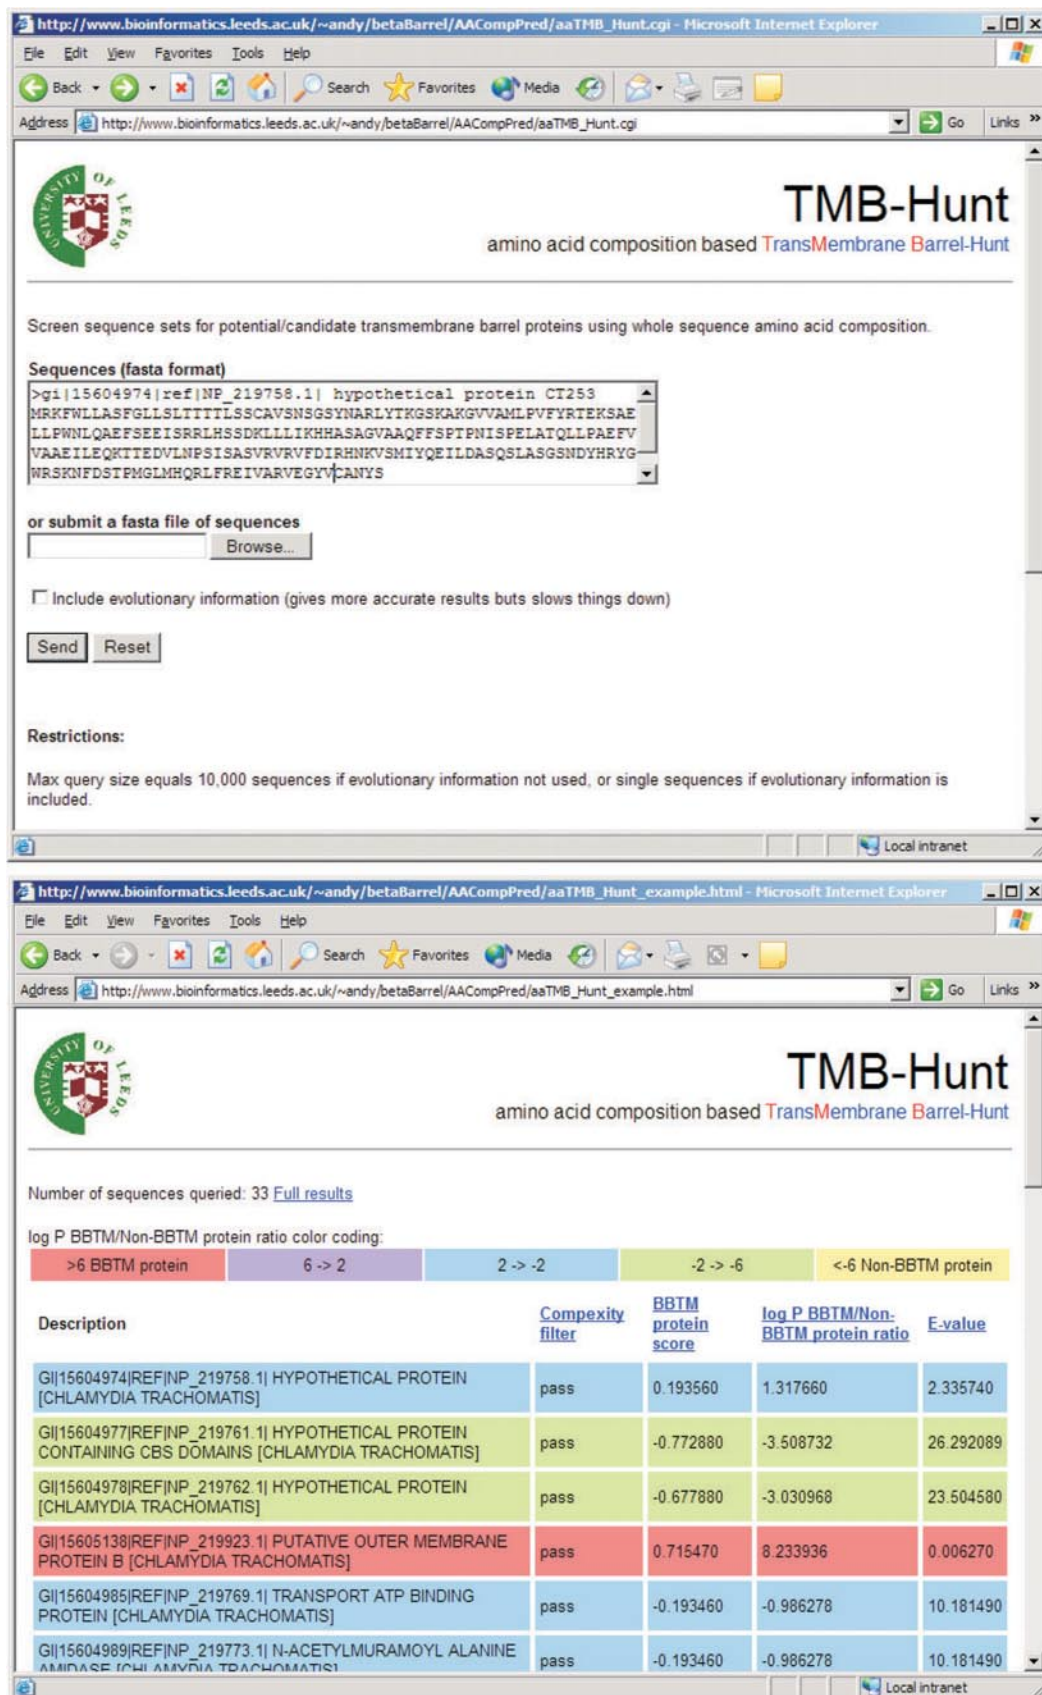 http://www.bioinformatics.leeds.ac.uk/~andy/betaBarrel/AACompPred/aaTMB_Hunt.cgi - Microsoft Internet Explorer
File Edit View Favorites Tools Help
Back Search Favorites Media
Address http://www.bioinformatics.leeds.ac.uk/~andy/betaBarrel/AACompPred/aaTMB_Hunt.cgi Go Links »
UNIVERSITY OF LEEDS
TMB-Hunt
amino acid composition based TransMembrane Barrel-Hunt
Screen sequence sets for potential/candidate transmembrane barrel proteins using whole sequence amino acid composition.
Sequences (fasta format)
>gi|15604974|ref|NP_219758.1| hypothetical protein CT253
MRKFWLLASFGLLSLTTTTLSSCAVSNSGSYNARLYTKGSKAKGVVAMLPVFYRTEKSAE
LLPWNLQAEFSEEISRRLHSSDKLLLIKHHASAGVAAQFFSPTPNISPELATQLLPAEFV
VAAEILEQKTTEDVLNPSISASVRVRVFDIRHNKVSMIYQEILDASQSLASGSNDYHRYG
WRSKNFDSTPMGLMHQRLFREIVARVEGYVCANYS
or submit a fasta file of sequences
Browse...
Include evolutionary information (gives more accurate results buts slows things down)
Send Reset
Restrictions:
Max query size equals 10,000 sequences if evolutionary information not used, or single sequences if evolutionary information is
included.
Local intranet
http://www.bioinformatics.leeds.ac.uk/~andy/betaBarrel/AACompPred/aaTMB_Hunt_example.html - Microsoft Internet Explorer
File Edit View Favorites Tools Help
Back Search Favorites Media
Address http://www.bioinformatics.leeds.ac.uk/~andy/betaBarrel/AACompPred/aaTMB_Hunt_example.html Go Links »
UNIVERSITY OF LEEDS
TMB-Hunt
amino acid composition based TransMembrane Barrel-Hunt
Number of sequences queried: 33 Full results
log P BBTM/Non-BBTM protein ratio color coding:
>6 BBTM protein 6 -> 2 2 -> -2 -2 -> -6 <-6 Non-BBTM protein
Description Compexity filter BBTM protein score log P BBTM/Non-BBTM protein ratio E-value
GI|15604974|REF|NP_219758.1| HYPOTHETICAL PROTEIN
[CHLAMYDIA TRACHOMATIS] pass 0.193560 1.317660 2.335740
GI|15604977|REF|NP_219761.1| HYPOTHETICAL PROTEIN
CONTAINING CBS DOMAINS [CHLAMYDIA TRACHOMATIS] pass -0.772880 -3.508732 26.292089
GI|15604978|REF|NP_219762.1| HYPOTHETICAL PROTEIN
[CHLAMYDIA TRACHOMATIS] pass -0.677880 -3.030968 23.504580
GI|15605138|REF|NP_219923.1| PUTATIVE OUTER MEMBRANE
PROTEIN B [CHLAMYDIA TRACHOMATIS] pass 0.715470 8.233936 0.006270
GI|15604985|REF|NP_219769.1| TRANSPORT ATP BINDING
PROTEIN [CHLAMYDIA TRACHOMATIS] pass -0.193460 -0.986278 10.181490
GI|15604989|REF|NP_219773.1| N-ACETYLMURAMOYL ALANINE
AMIDASE [CHLAMYDIA TRACHOMATIS] pass -0.193460 -0.986278 10.181490
Local intranet